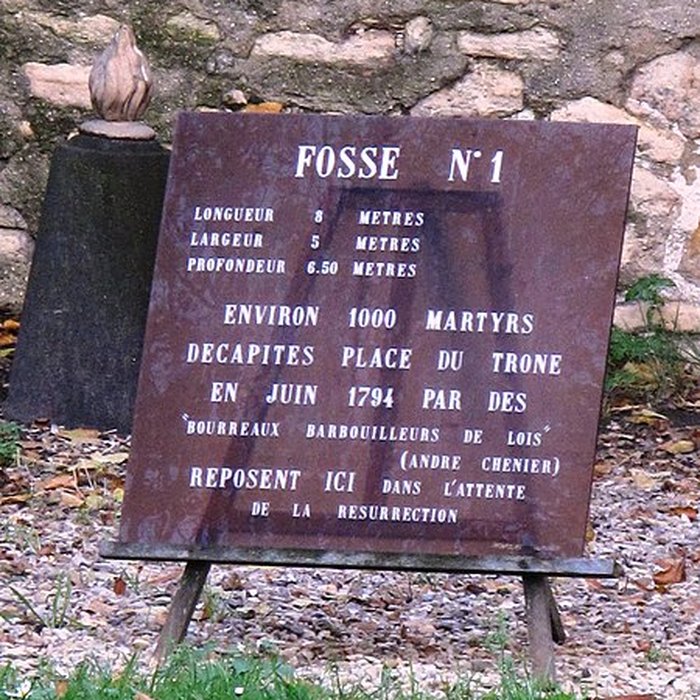 FOSSE N° 1
LONGUEUR 8 METRES
LARGEUR 5 METRES
PROFONDEUR 6.50 METRES
ENVIRON 1000 MARTYRS
DECAPITES PLACE DU TRONE
EN JUIN 1794 PAR DES
"BOURREAUX BARBOUILLEURS DE LOIS"
(ANDRE CHENIER)
REPOSENT ICI DANS L'ATTENTE
DE LA RESURRECTION